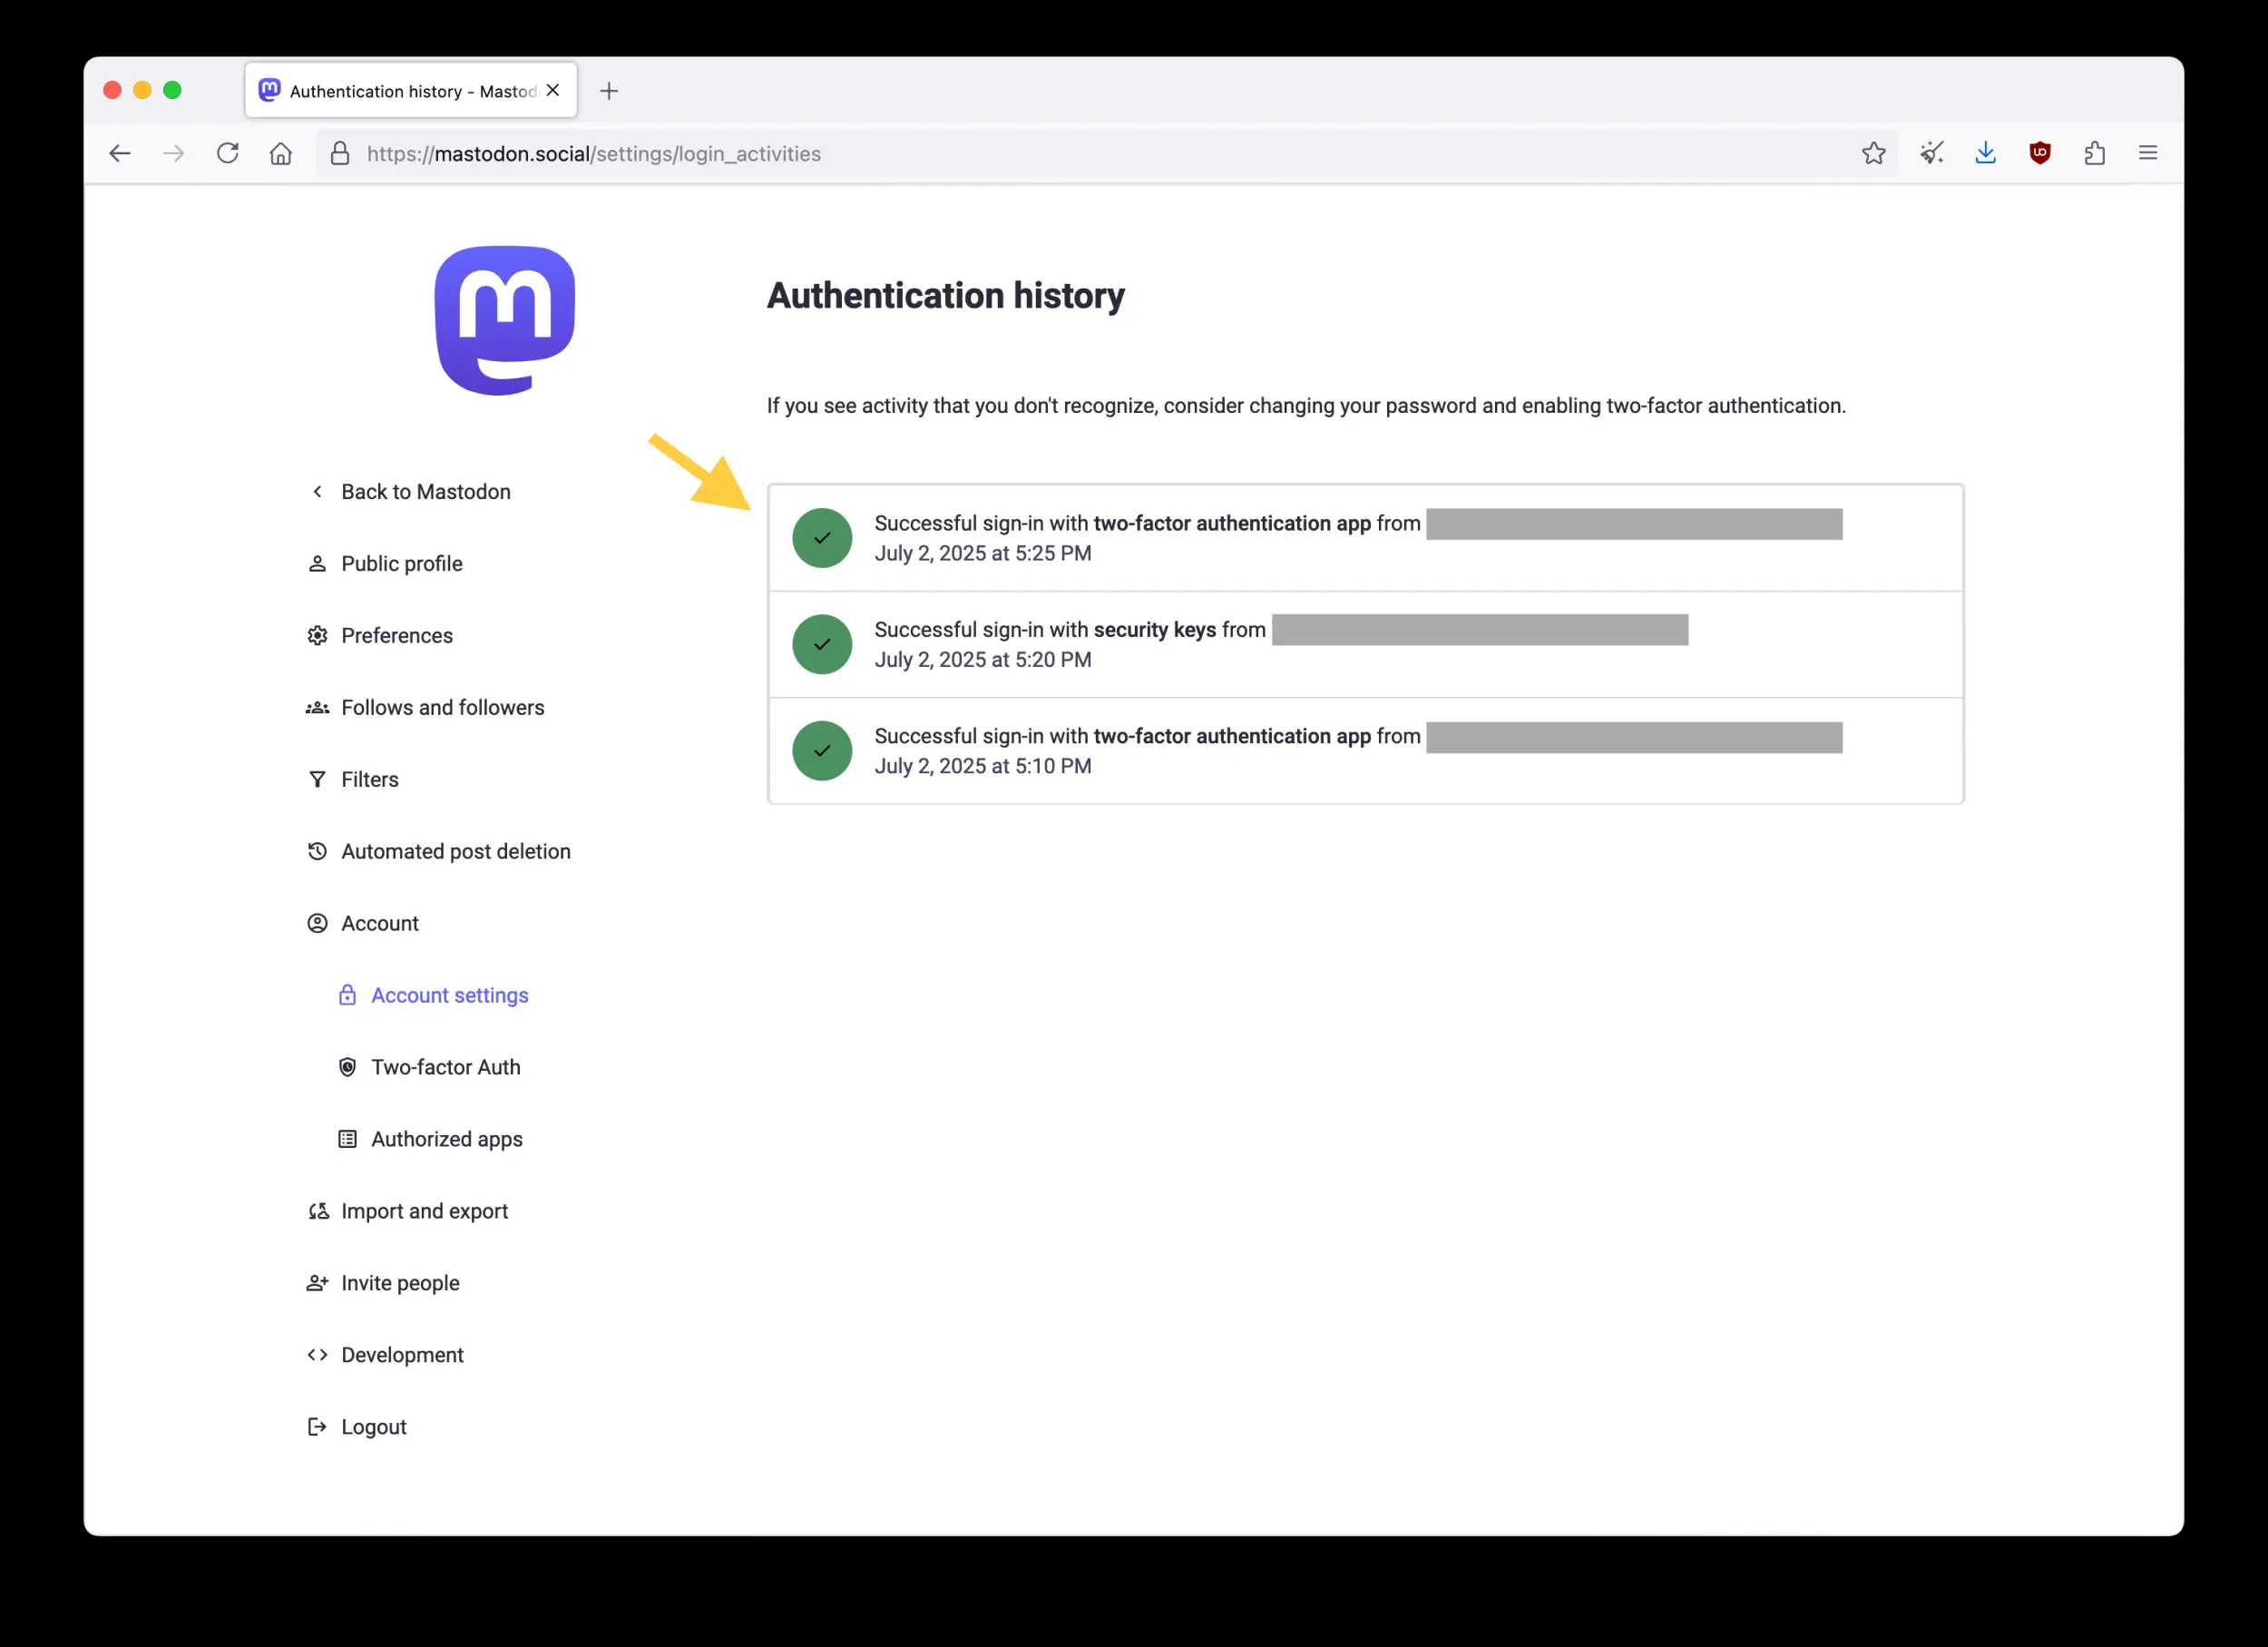 Authentication history - Mastod
https://mastodon.social/settings/login_activities
Authentication history
If you see activity that you don't recognize, consider changing your password and enabling two-factor authentication.
Back to Mastodon
Public profile
Preferences
Follows and followers
Filters
Automated post deletion
Account
Account settings
Two-factor Auth
Authorized apps
Import and export
Invite people
Development
Logout
Successful sign-in with two-factor authentication app from
July 2, 2025 at 5:25 PM
Successful sign-in with security keys from
July 2, 2025 at 5:20 PM
Successful sign-in with two-factor authentication app from
July 2, 2025 at 5:10 PM